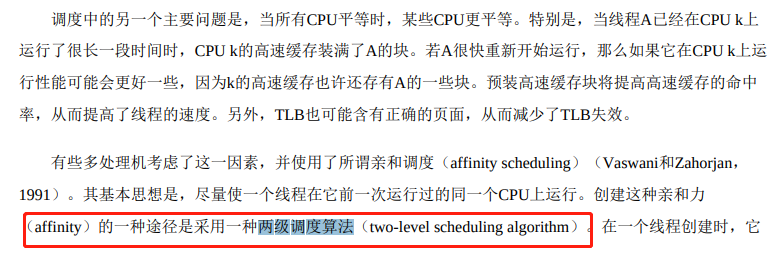 调度中的另一个主要问题是，当所有CPU平等时，某些CPU更平等。特别是，当线程A已经在CPU k上
运行了很长一段时间时，CPU k的高速缓存装满了A的块。若A很快重新开始运行，那么如果它在CPU k上运
行性能可能会更好一些，因为k的高速缓存也许还存有A的一些块。预装高速缓存块将提高高速缓存的命中
率，从而提高了线程的速度。另外，TLB也可能含有正确的页面，从而减少了TLB失效。
有些多处理机考虑了这一因素，并使用了所谓亲和调度（affinity scheduling）（Vaswani和Zahorjan，
1991）。其基本思想是，尽量使一个线程在它前一次运行过的同一个CPU上运行。创建这种亲和力
（affinity）的一种途径是采用一种两级调度算法（two-level scheduling algorithm）。在一个线程创建时，它